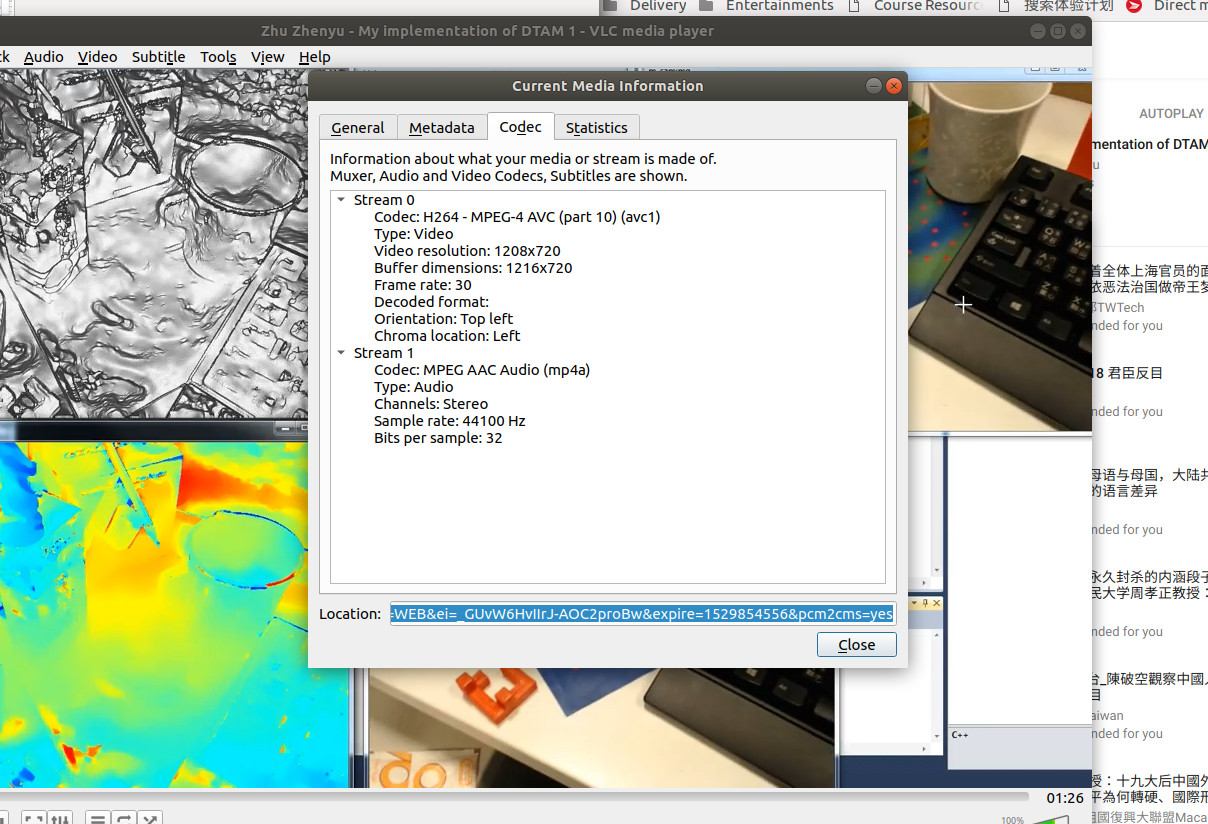 Delivery
Entertainments
Course Resourc
搜索体验计划
Direct m
Zhu Zhenyu - My implementation of DTAM 1 - VLC media player
Audio Video Subtitle Tools View Help
Current Media Information
General Metadata Codec Statistics
Information about what your media or stream is made of.
Muxer, Audio and Video Codecs, Subtitles are shown.
Stream 0
Codec: H264 - MPEG-4 AVC (part 10) (avc1)
Type: Video
Video resolution: 1208x720
Buffer dimensions: 1216x720
Frame rate: 30
Decoded format:
Orientation: Top left
Chroma location: Left
Stream 1
Codec: MPEG AAC Audio (mp4a)
Type: Audio
Channels: Stereo
Sample rate: 44100 Hz
Bits per sample: 32
Location: =WEB&ei=_GUvW6HvIIrJ-AOC2proBw&expire=1529854556&pcm2cms=yes
Close
C++
01:26
100%
AUTOPLAY
mentation of DTAM
着全体上海官员的面
依恶法治国做帝王梦
TWTech
nded for you
18 君臣反目
nded for you
母语与母国，大陆共
的语言差异
nded for you
永久封杀的内涵段子
民大学周孝正教授：
nded for you
台_陳破空觀察中國人
目
aiwan
nded for you
授：十九大后中國外
平為何轉硬、國際形
國復興大聯盟Maca